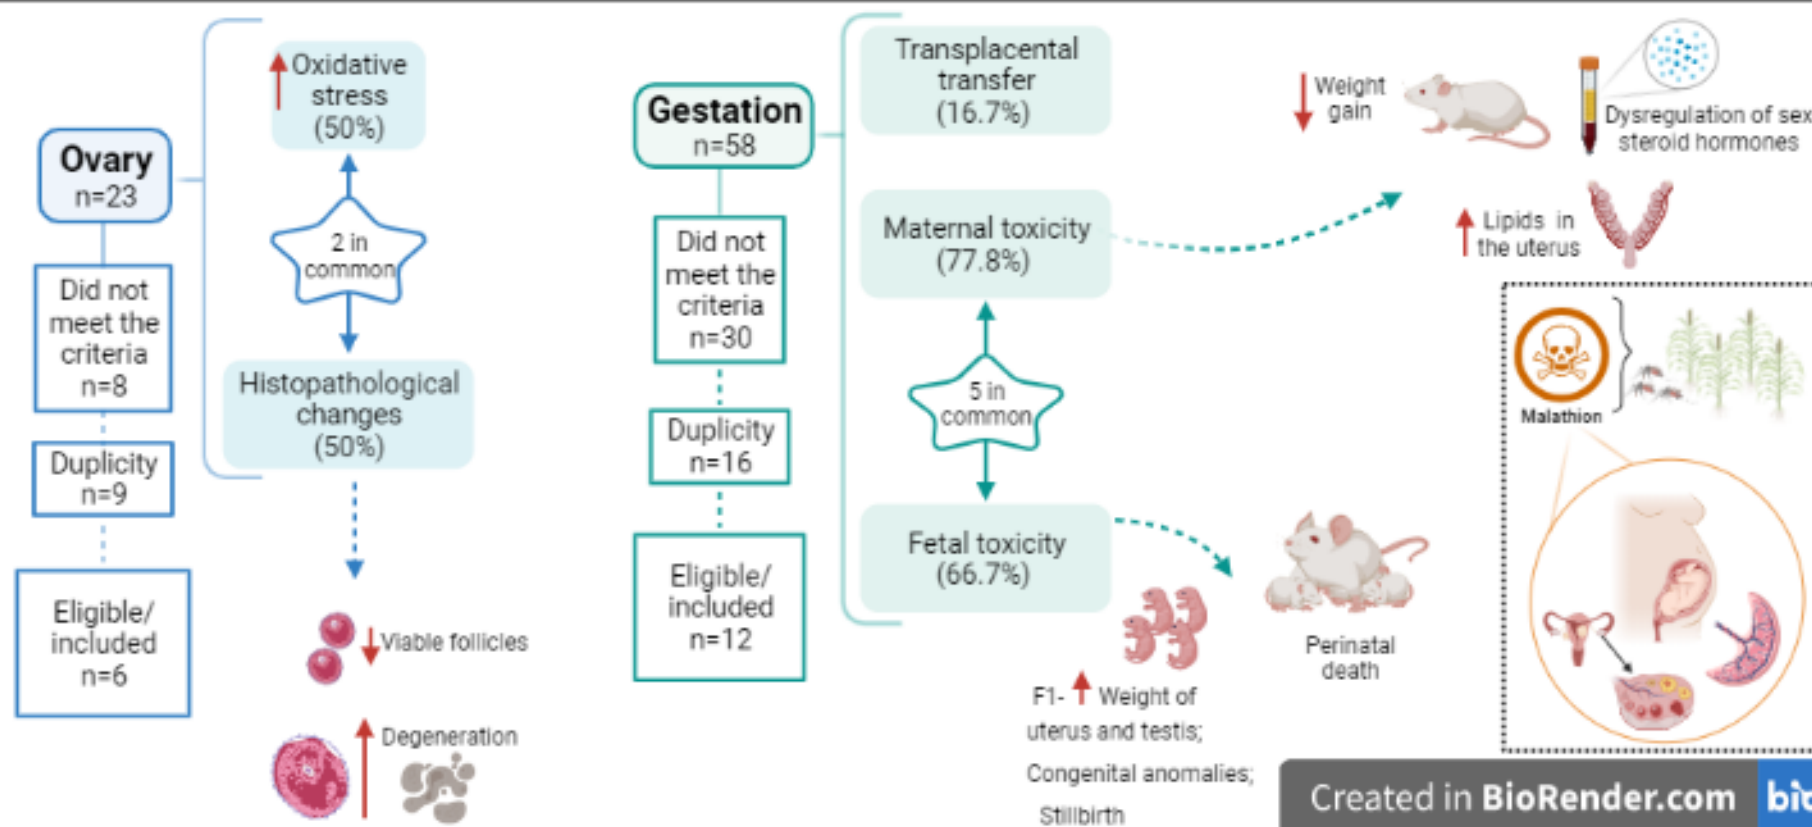 Ovary
n=23
Did not
meet the
criteria
n=8
Duplicity
n=9
Eligible/
included
n=6
Oxidative
stress
(50%)
2 in
common
Histopathological
changes
(50%)
Viable follicles
Degeneration
Gestation
n=58
Did not
meet the
criteria
n=30
Duplicity
n=16
Eligible/
included
n=12
Transplacental
transfer
(16.7%)
Maternal toxicity
(77.8%)
5 in
common
Fetal toxicity
(66.7%)
Weight
gain
Dysregulation of sex
steroid hormones
Lipids in
the uterus
Perinatal
death
F1- Weight of
uterus and testis;
Congenital anomalies;
Stillbirth
Malathion
Created in BioRender.com
bio